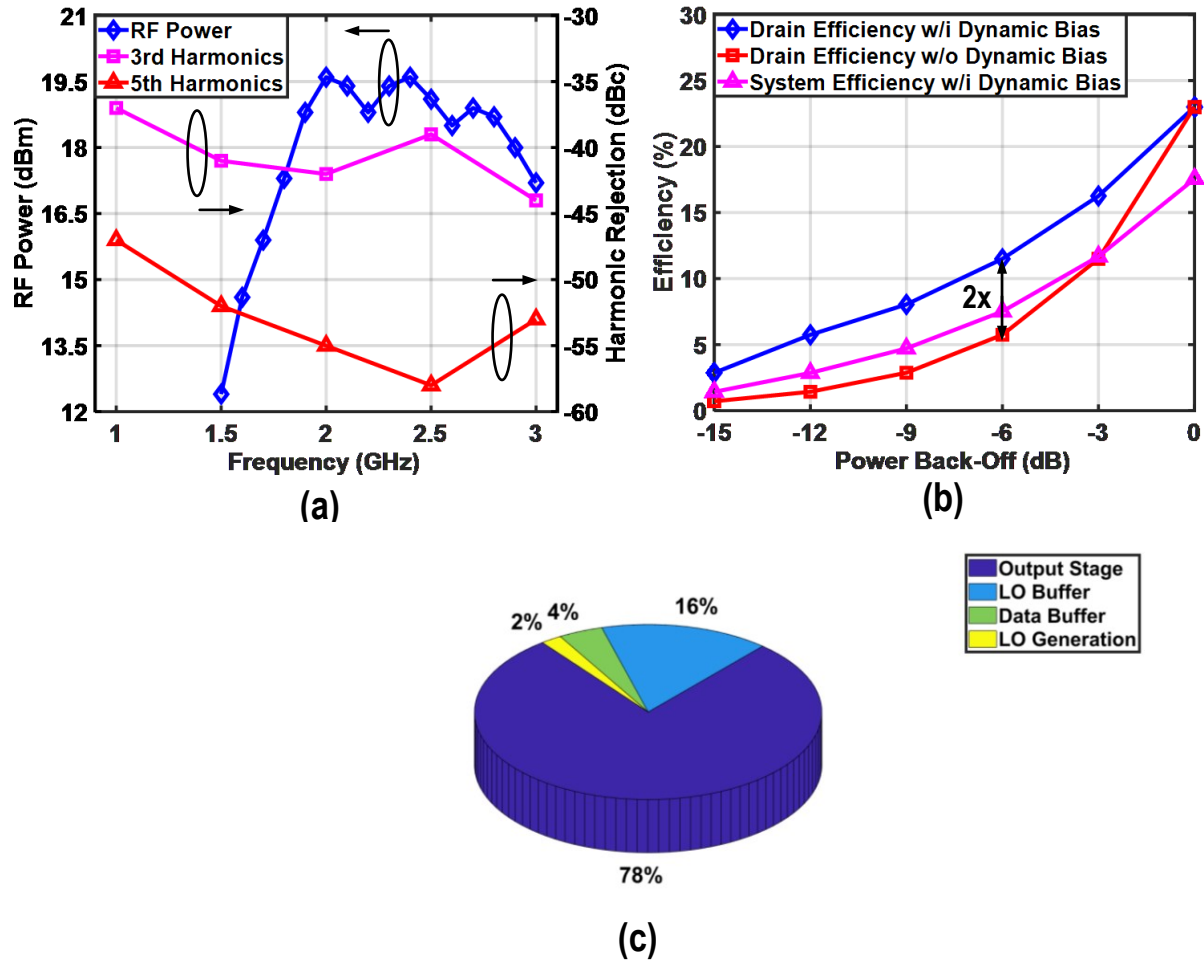 21
19.5
18
16.5
15
13.5
12
RF Power (dBm)
RF Power
3rd Harmonics
5th Harmonics
-30
-35
-40
-45
-50
-55
-60
Harmonic Rejection (dBc)
1
1.5
2
2.5
3
Frequency (GHz)
(a)
30
25
20
15
10
5
0
Efficiency (%)
Drain Efficiency w/i Dynamic Bias
Drain Efficiency w/o Dynamic Bias
System Efficiency w/i Dynamic Bias
2x
-15
-12
-9
-6
-3
0
Power Back-Off (dB)
(b)
Output Stage
LO Buffer
Data Buffer
LO Generation
2%
4%
16%
78%
(c)